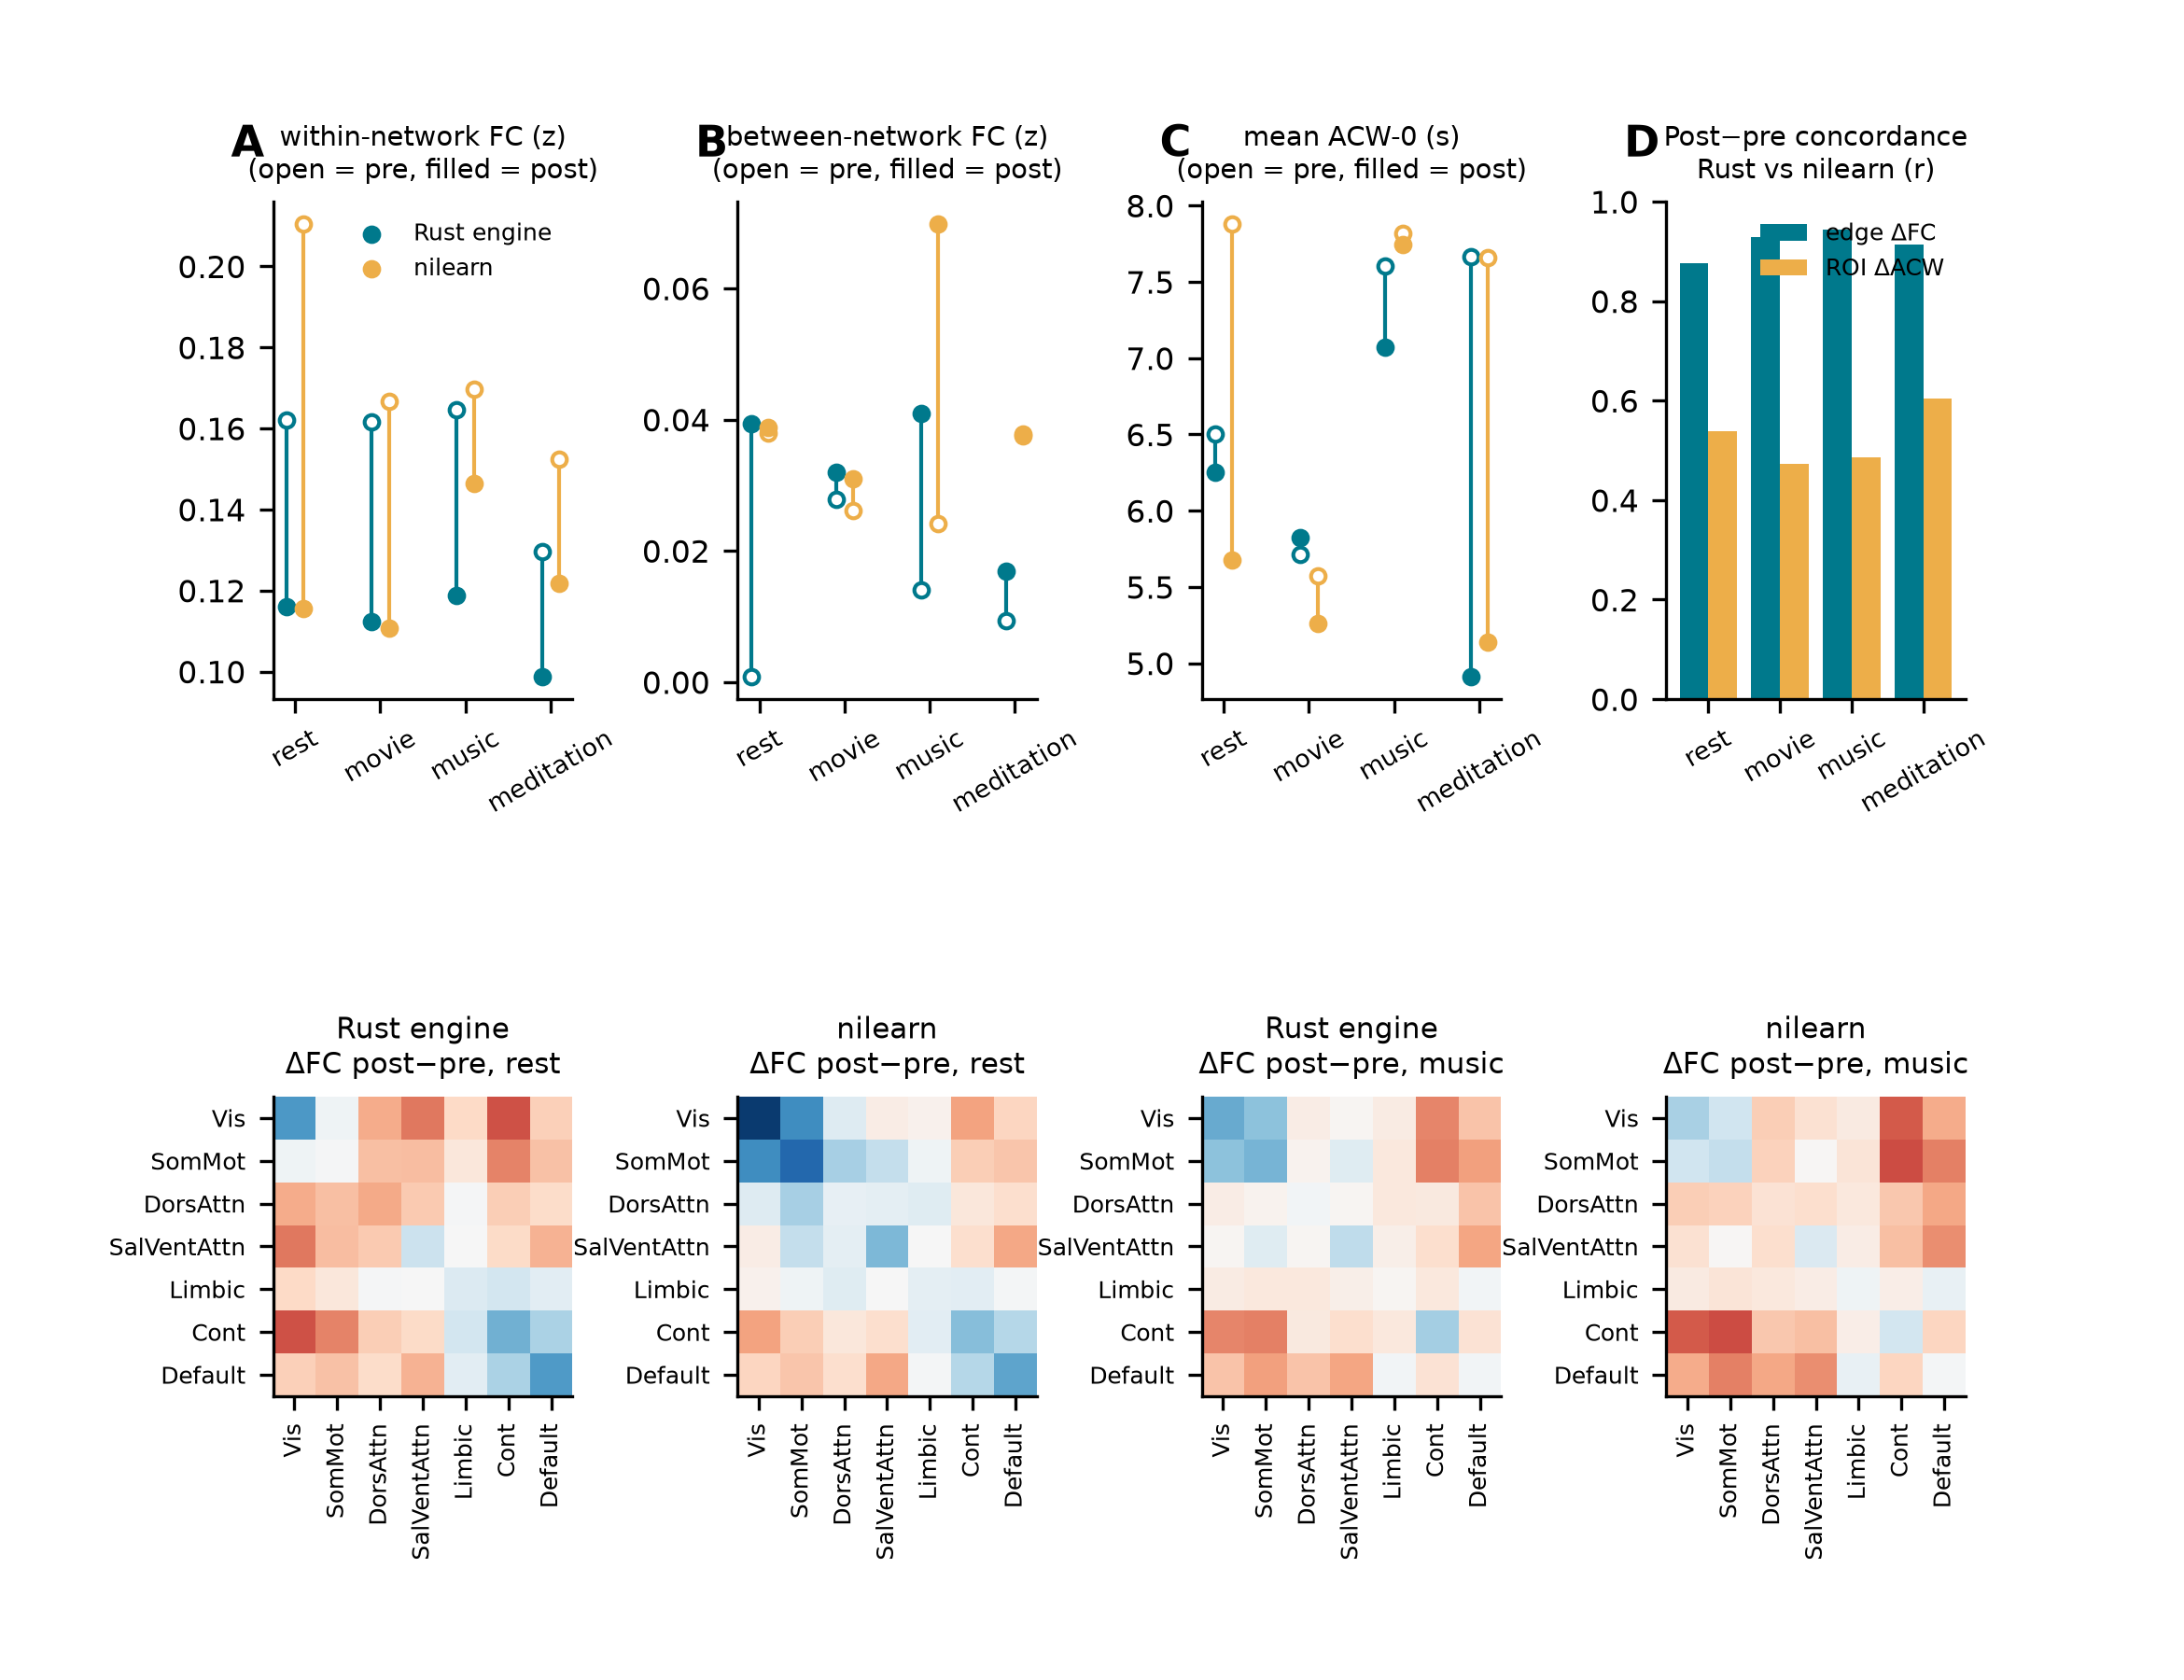 A
within-network FC (z)
(open = pre, filled = post)
Rust engine
nilearn
0.20
0.18
0.16
0.14
0.12
0.10
rest
movie
music
meditation
B
between-network FC (z)
(open = pre, filled = post)
0.06
0.04
0.02
0.00
rest
movie
music
meditation
C
mean ACW-0 (s)
(open = pre, filled = post)
8.0
7.5
7.0
6.5
6.0
5.5
5.0
rest
movie
music
meditation
D
Post−pre concordance
Rust vs nilearn (r)
edge ΔFC
ROI ΔACW
1.0
0.8
0.6
0.4
0.2
0.0
rest
movie
music
meditation
Rust engine
ΔFC post−pre, rest
Vis
SomMot
DorsAttn
SalVentAttn
Limbic
Cont
Default
Vis
SomMot
DorsAttn
SalVentAttn
Limbic
Cont
Default
nilearn
ΔFC post−pre, rest
Vis
SomMot
DorsAttn
SalVentAttn
Limbic
Cont
Default
Vis
SomMot
DorsAttn
SalVentAttn
Limbic
Cont
Default
Rust engine
ΔFC post−pre, music
Vis
SomMot
DorsAttn
SalVentAttn
Limbic
Cont
Default
Vis
SomMot
DorsAttn
SalVentAttn
Limbic
Cont
Default
nilearn
ΔFC post−pre, music
Vis
SomMot
DorsAttn
SalVentAttn
Limbic
Cont
Default
Vis
SomMot
DorsAttn
SalVentAttn
Limbic
Cont
Default